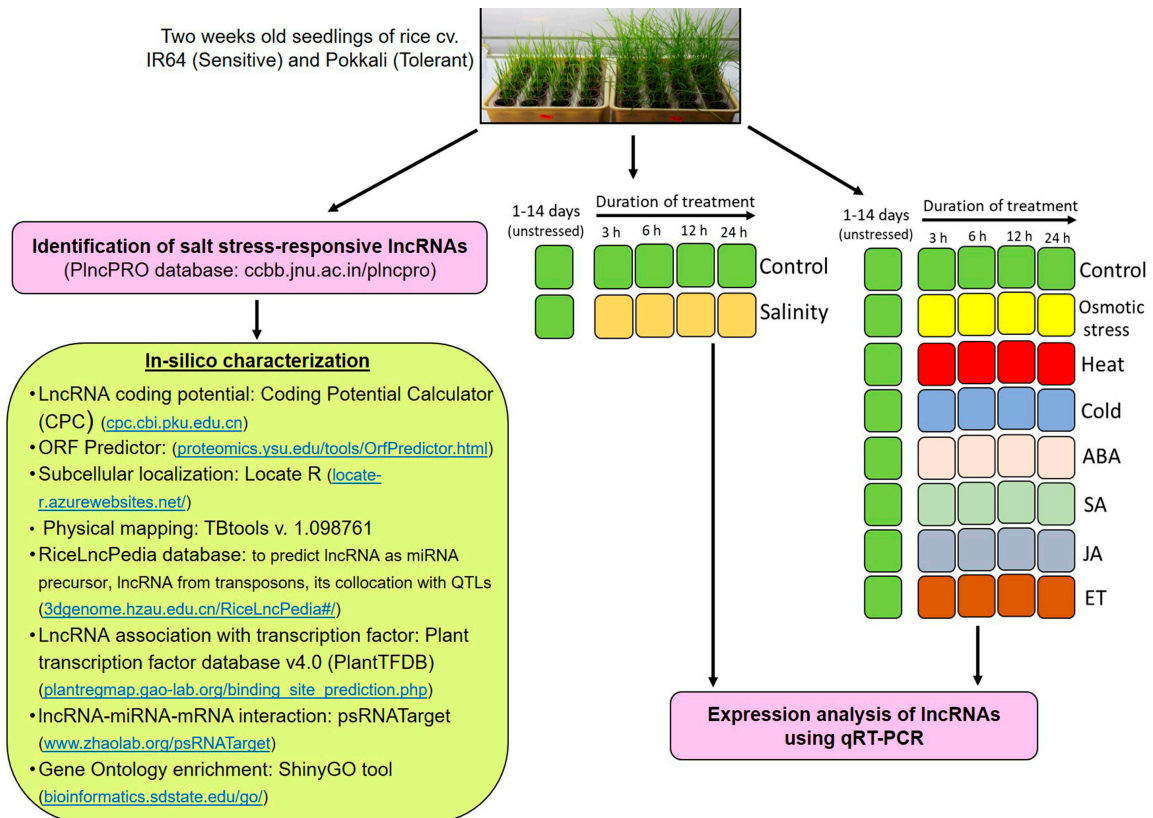 Two weeks old seedlings of rice cv.
IR64 (Sensitive) and Pokkali (Tolerant)
Identification of salt stress-responsive lncRNAs
(PlncPRO database: ccbb.jnu.ac.in/plncpro)
In-silico characterization
•LncRNA coding potential: Coding Potential Calculator
(CPC) (cpc.cbi.pku.edu.cn)
•ORF Predictor: (proteomics.ysu.edu/tools/OrfPredictor.html)
•Subcellular localization: Locate R (locate-
r.azurewebsites.net/)
• Physical mapping: TBtools v. 1.098761
•RiceLncPedia database: to predict lncRNA as miRNA
precursor, lncRNA from transposons, its collocation with QTLs
(3dgenome.hzau.edu.cn/RiceLncPedia#/)
•LncRNA association with transcription factor: Plant
transcription factor database v4.0 (PlantTFDB)
(plantregmap.gao-lab.org/binding_site_prediction.php)
•lncRNA-miRNA-mRNA interaction: psRNATarget
(www.zhaolab.org/psRNATarget)
•Gene Ontology enrichment: ShinyGO tool
(bioinformatics.sdstate.edu/go/)
1-14 days
(unstressed)
Duration of treatment
3 h 6 h 12 h 24 h
Control
Salinity
1-14 days
(unstressed)
Duration of treatment
3 h 6 h 12 h 24 h
Control
Osmotic
stress
Heat
Cold
ABA
SA
JA
ET
Expression analysis of lncRNAs
using qRT-PCR